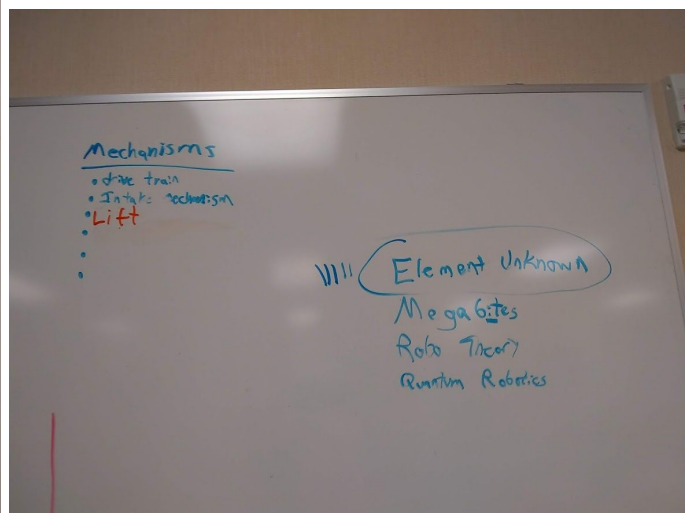 Mechanisms
• drive train
• Intake mechanism
• Lift
•
•
•
Element Unknown
Megabites
Robo Theory
Quantum Robotics